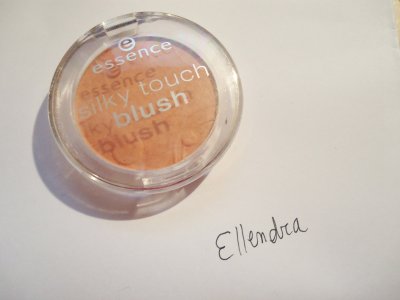 e
essence
silky touch
blush
Ellendra